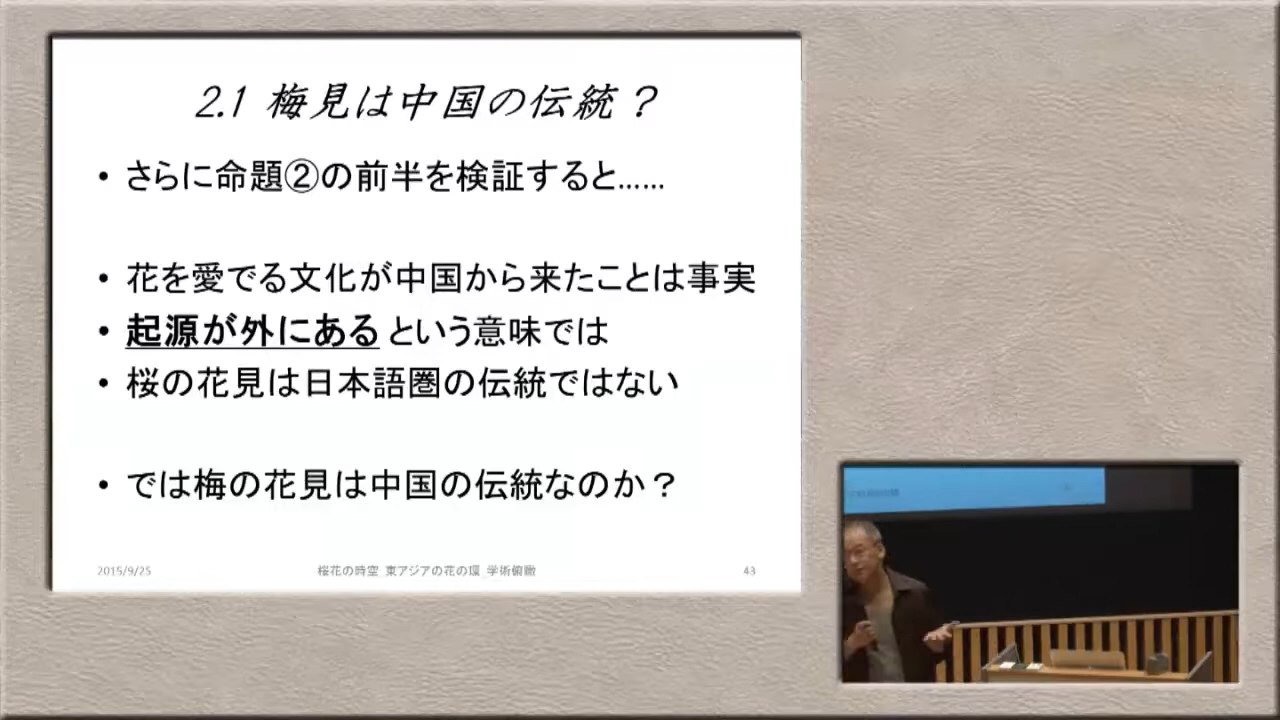 2.1 梅見は中国の伝統？
• さらに命題②の前半を検証すると……
• 花を愛でる文化が中国から来たことは事実
• 起源が外にある という意味では
• 桜の花見は日本語圏の伝統ではない
• では梅の花見は中国の伝統なのか？
2015/9/25
桜花の時空 東アジアの花の環 学術俯瞰
43